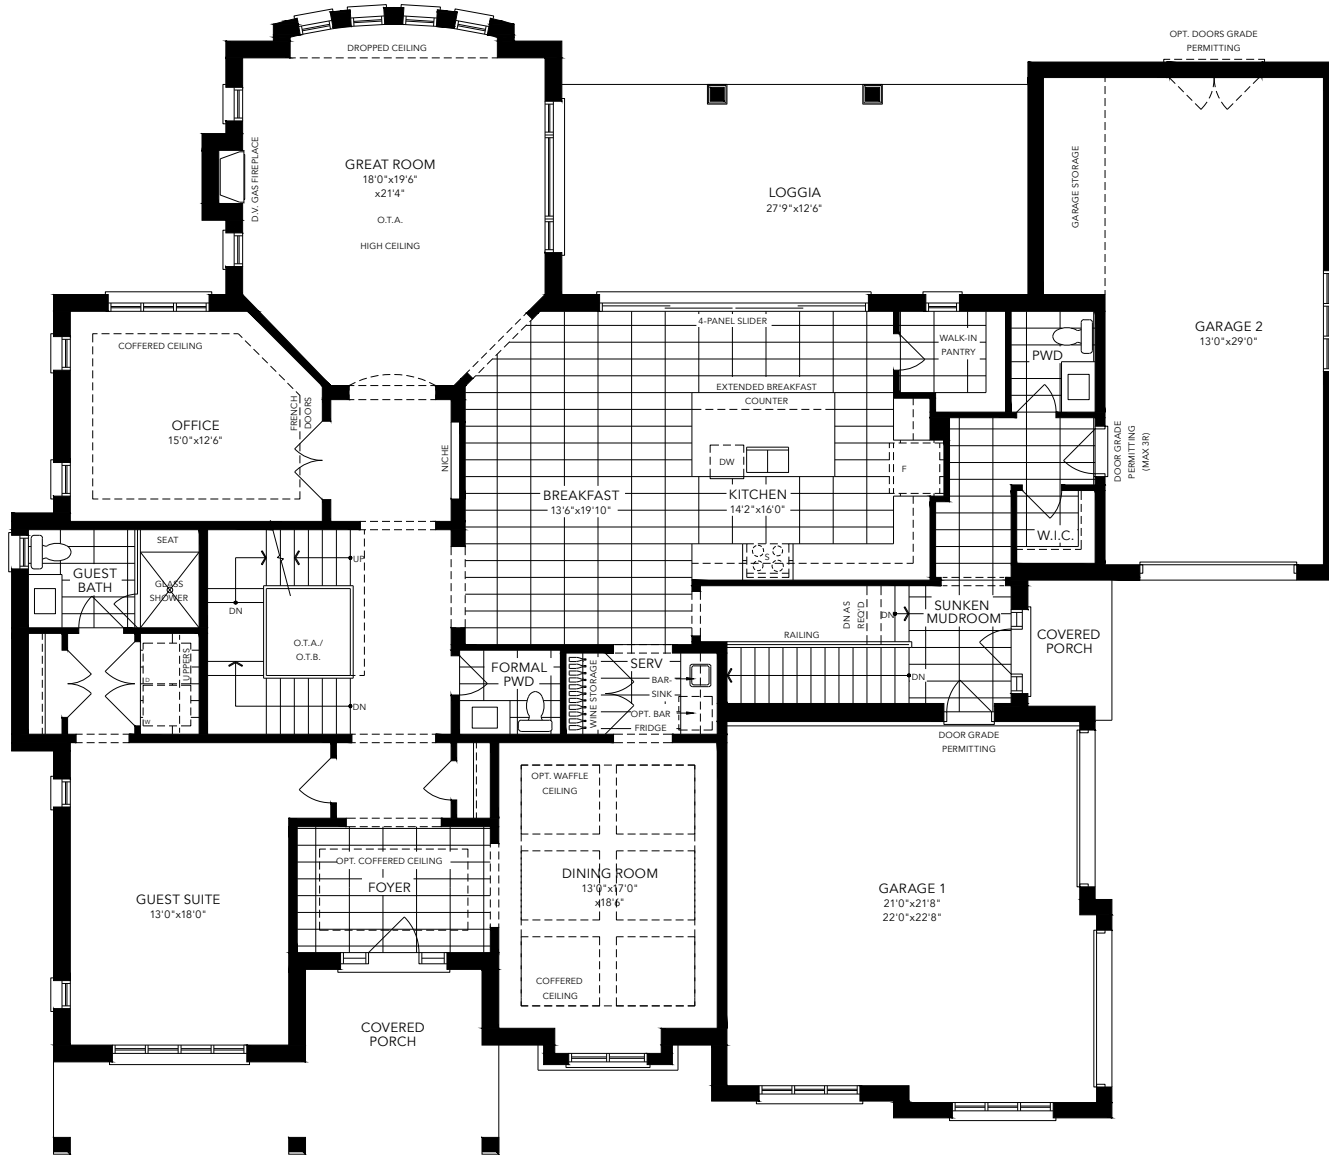 OPT. DOORS GRADE
PERMITTING
DROPPED CEILING
GREAT ROOM
18'0"x19'6"
x21'4"
O.T.A.
HIGH CEILING
D.V. GAS FIREPLACE
LOGGIA
27'9"x12'6"
GARAGE STORAGE
GARAGE 2
13'0"x29'0"
COFFERED CEILING
OFFICE
15'0"x12'6"
FRENCH
DOORS
NICHE
4-PANEL SLIDER
WALK-IN
PANTRY
PWD
EXTENDED BREAKFAST
COUNTER
DW
F
BREAKFAST
13'6"x19'10"
KITCHEN
14'2"x16'0"
S
DOOR GRADE
PERMITTING
(MAX 3R)
W.I.C.
SEAT
GUEST
BATH
GLASS
SHOWER
UP
DN
O.T.A./
O.T.B.
DN
UPPERS
D
W
FORMAL
PWD
WINE STORAGE
SERV
BAR-
SINK
OPT. BAR
FRIDGE
RAILING
DN AS
REQ'D
DN
DN
SUNKEN
MUDROOM
COVERED
PORCH
DOOR GRADE
PERMITTING
OPT. WAFFLE
CEILING
DINING ROOM
13'0"x17'0"
x18'6"
COFFERED
CEILING
OPT. COFFERED CEILING
FOYER
GUEST SUITE
13'0"x18'0"
GARAGE 1
21'0"x21'8"
22'0"x22'8"
COVERED
PORCH